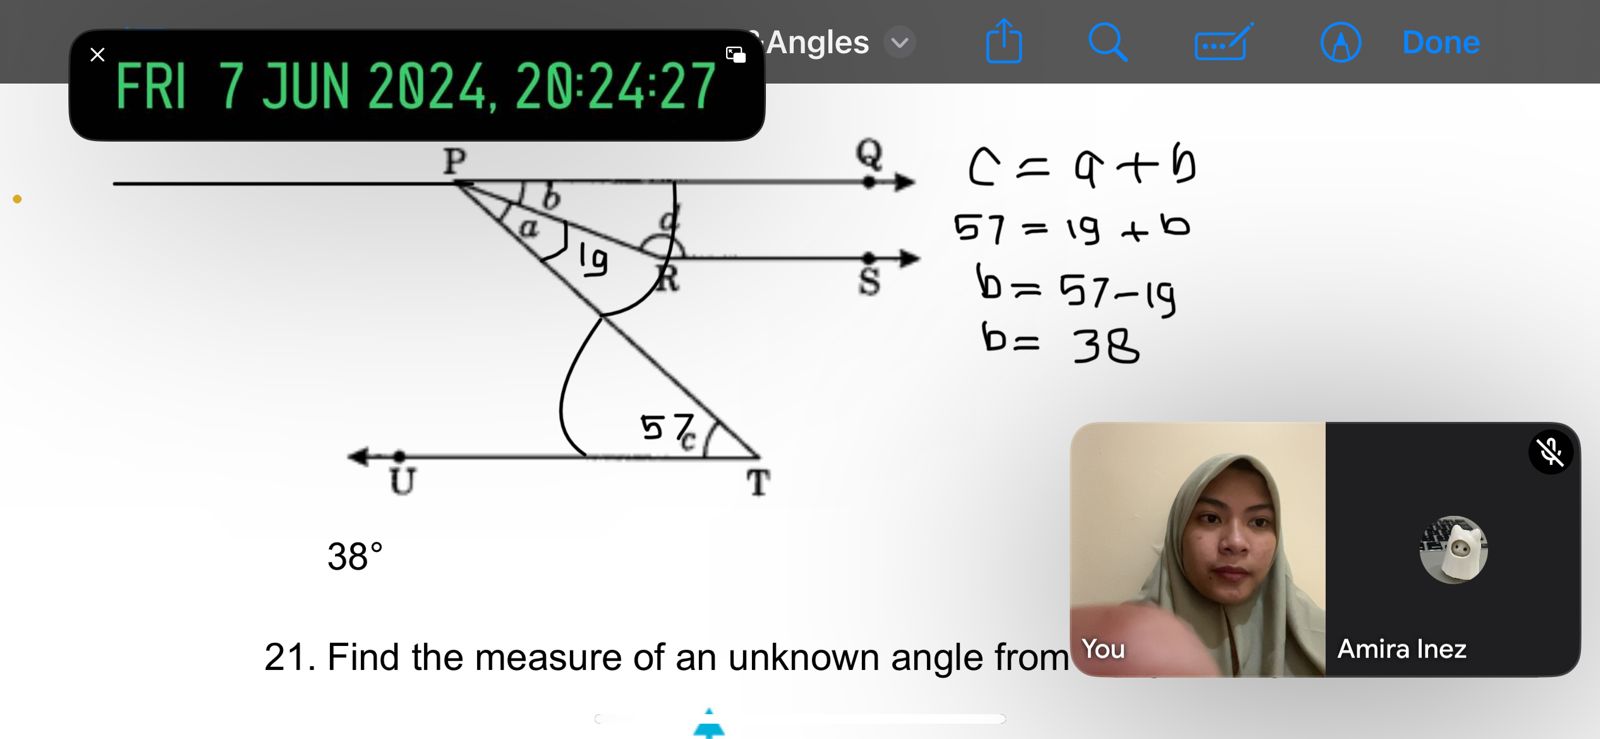 Angles
Done
FRI 7 JUN 2024, 20:24:27
P
Q
b
d
a
19
R
S
57
c
U
T
c = a + b
57 = 19 + b
b = 57 - 19
b = 38
38°
21. Find the measure of an unknown angle from
You
Amira Inez